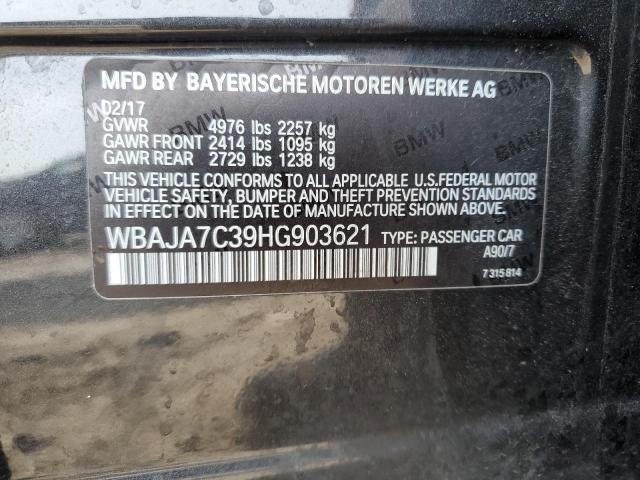 MFD BY BAYERISCHE MOTOREN WERKE AG
02/17
GVWR 4976 lbs 2257 kg
GAWR FRONT 2414 lbs 1095 kg
GAWR REAR 2729 lbs 1238 kg
THIS VEHICLE CONFORMS TO ALL APPLICABLE U.S.FEDERAL MOTOR
VEHICLE SAFETY, BUMPER AND THEFT PREVENTION STANDARDS
IN EFFECT ON THE DATE OF MANUFACTURE SHOWN ABOVE.
WBAJA7C39HG903621 TYPE: PASSENGER CAR
A90/7
7 315 814